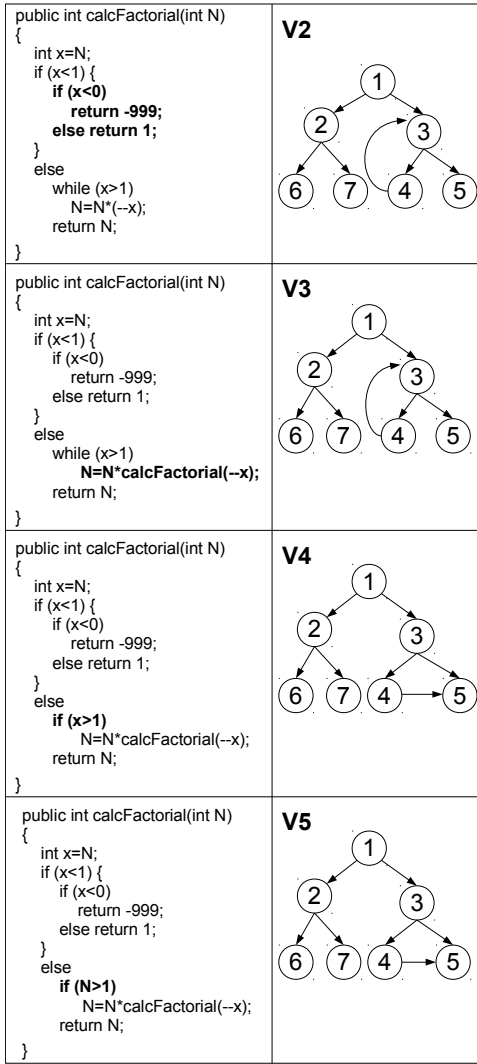 public int calcFactorial(int N)
{
int x=N;
if (x<1) {
if (x<0)
return -999;
else return 1;
}
else
while (x>1)
N=N*(--x);
return N;
}
V2
1
2
3
6
7
4
5
public int calcFactorial(int N)
{
int x=N;
if (x<1) {
if (x<0)
return -999;
else return 1;
}
else
while (x>1)
N=N*calcFactorial(--x);
return N;
}
V3
1
2
3
6
7
4
5
public int calcFactorial(int N)
{
int x=N;
if (x<1) {
if (x<0)
return -999;
else return 1;
}
else
if (x>1)
N=N*calcFactorial(--x);
return N;
}
V4
1
2
3
6
7
4
5
public int calcFactorial(int N)
{
int x=N;
if (x<1) {
if (x<0)
return -999;
else return 1;
}
else
if (N>1)
N=N*calcFactorial(--x);
return N;
}
V5
1
2
3
6
7
4
5